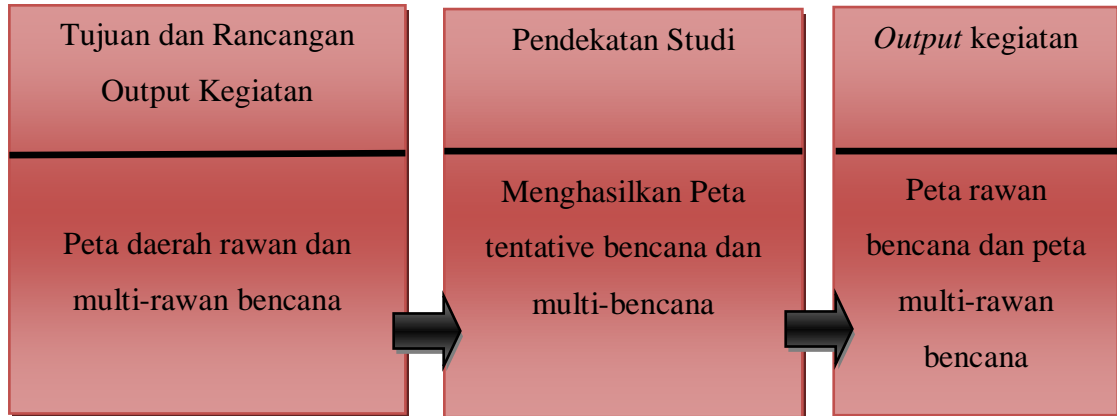 Tujuan dan Rancangan
Output Kegiatan
Peta daerah rawan dan
multi-rawan bencana
Pendekatan Studi
Menghasilkan Peta
tentative bencana dan
multi-bencana
Output kegiatan
Peta rawan
bencana dan peta
multi-rawan
bencana